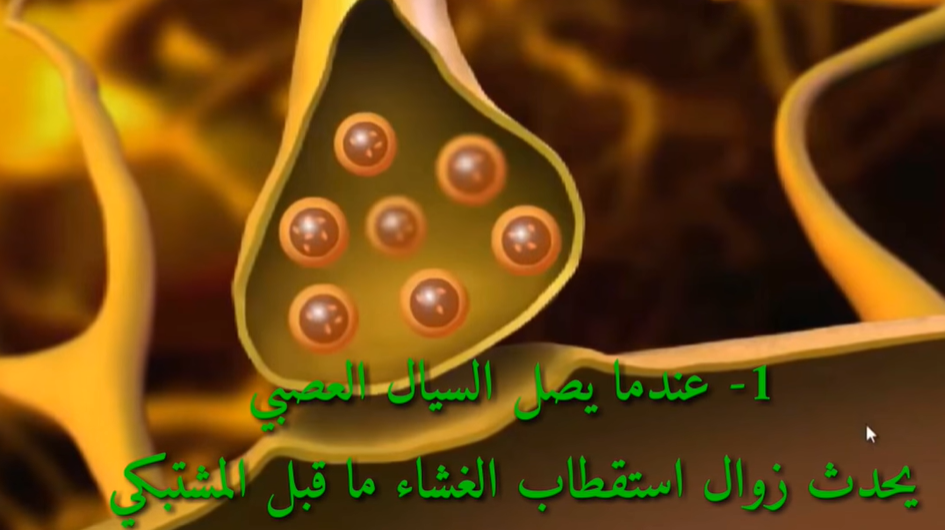 1- عندما يصل السيال العصبي
يحدث زوال استقطاب الغشاء ما قبل المشتبكي